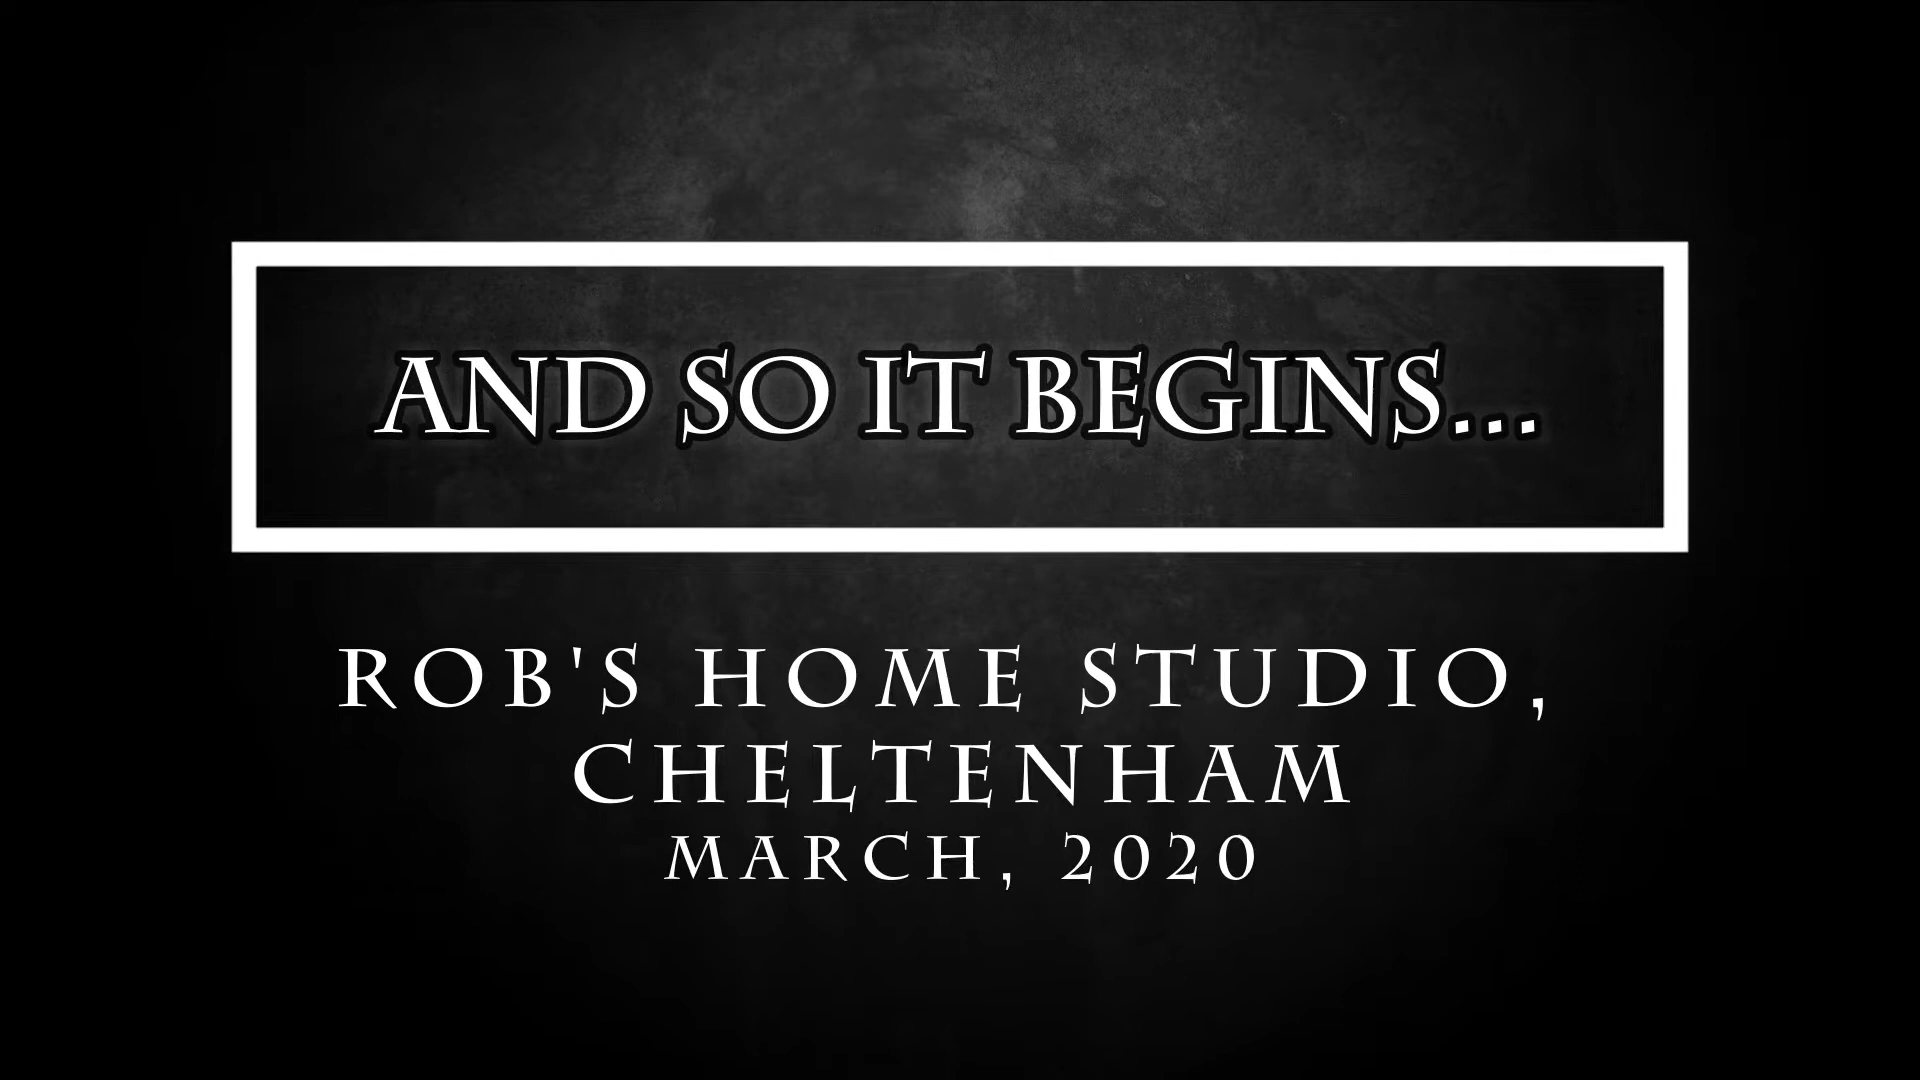 AND SO IT BEGINS...
ROB'S HOME STUDIO,
CHELTENHAM
MARCH, 2020